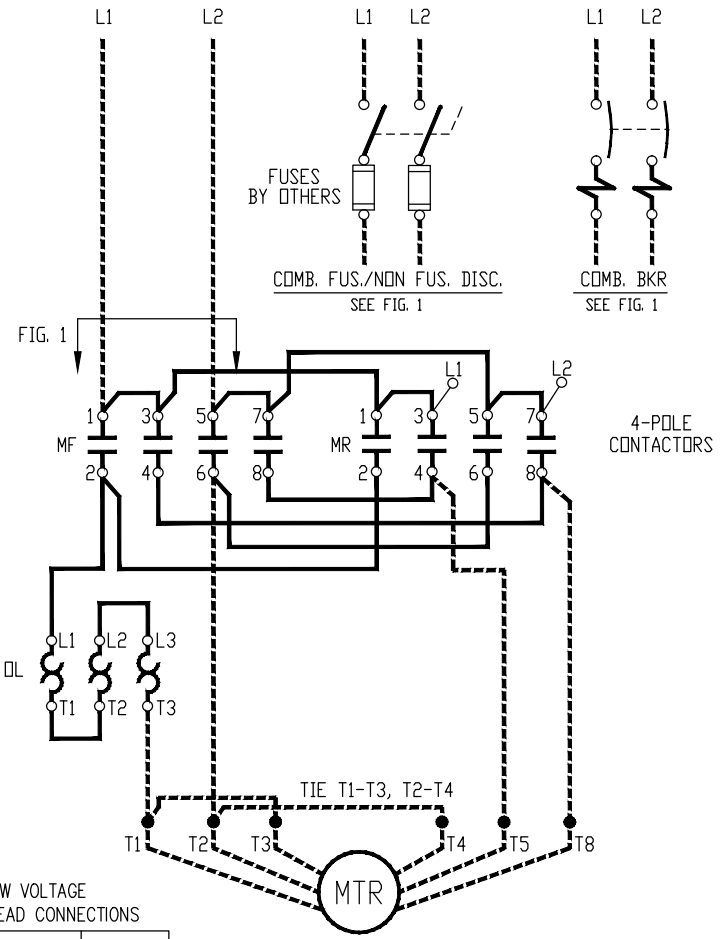 L1 L2 L1 L2 L1 L2
FUSES
BY OTHERS
COMB. FUS./NON FUS. DISC.
SEE FIG. 1
COMB. BKR
SEE FIG. 1
FIG. 1
L1 L2
1 3 5 7 1 3 5 7
4-POLE
CONTACTORS
MF MR
2 4 6 8 2 4 6 8
L1 L2 L3
OL
T1 T2 T3
TIE T1-T3, T2-T4
T1 T2 T3 T4 T5 T8
MTR
W VOLTAGE
EAD CONNECTIONS